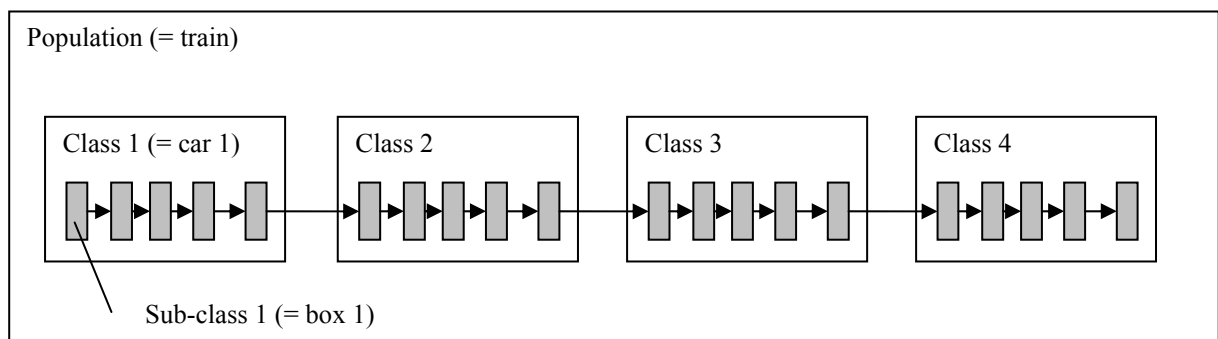 Population (= train)
Class 1 (= car 1)
Class 2
Class 3
Class 4
Sub-class 1 (= box 1)